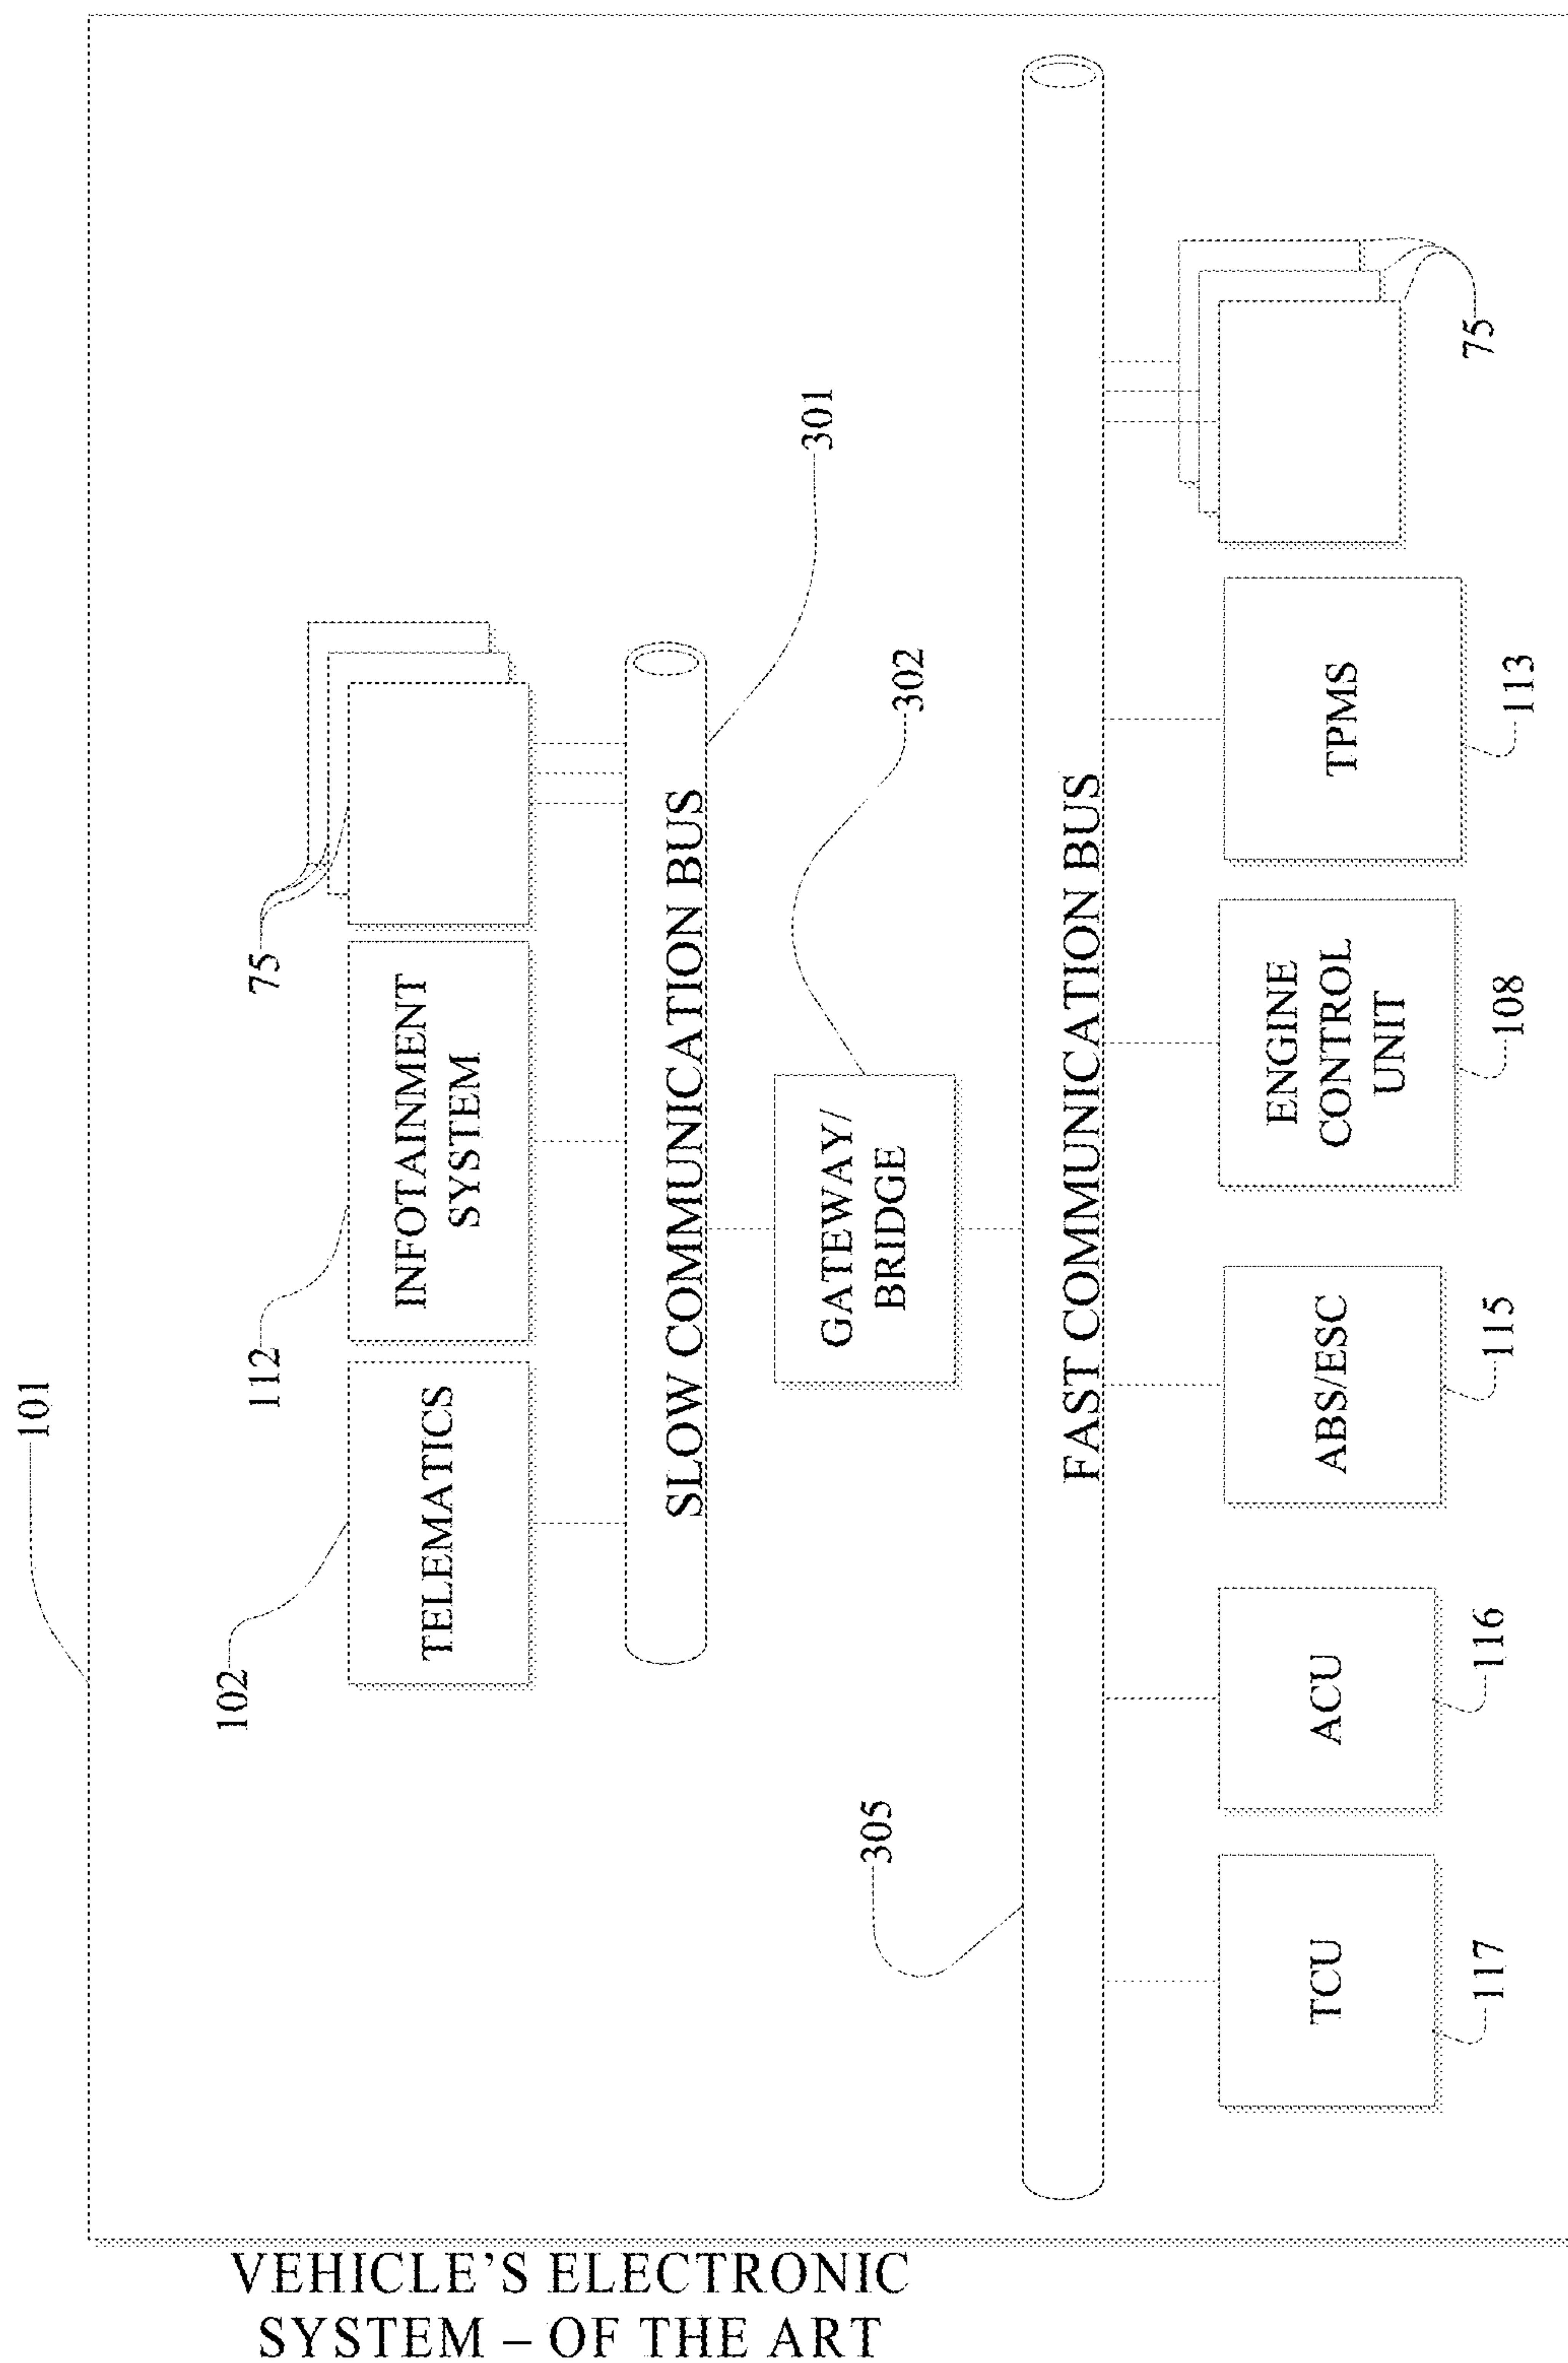 101
102
TELEMATICS
112
INFOTAINMENT
SYSTEM
75
SLOW COMMUNICATION BUS
301
GATEWAY/
BRIDGE
302
305
FAST COMMUNICATION BUS
TCU
117
ACU
116
ABS/ESC
115
ENGINE
CONTROL
UNIT
108
TPMS
113
75
VEHICLE’S ELECTRONIC
SYSTEM – OF THE ART